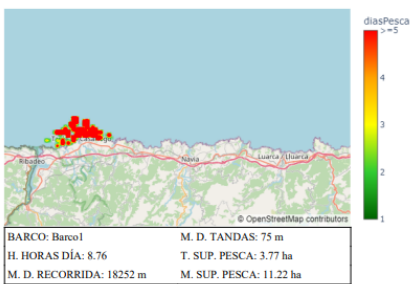 diasPesca
>=5
4
3
2
1
Ribadeo
Navia
Luarca / Lluarca
© OpenStreetMap contributors
BARCO: Barco1
M. D. TANDAS: 75 m
H. HORAS DÍA: 8.76
T. SUP. PESCA: 3.77 ha
M. D. RECORRIDA: 18252 m
M. SUP. PESCA: 11.22 ha